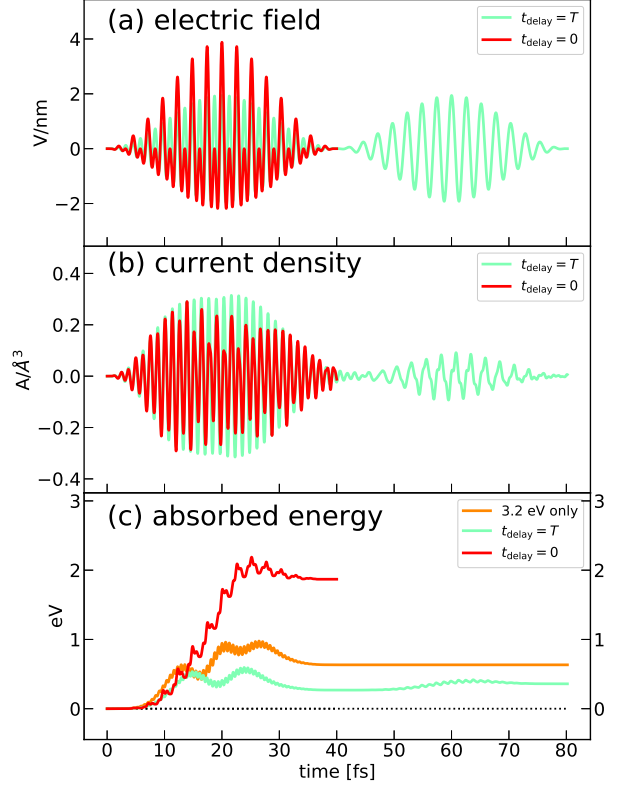 (a) electric field
t_delay = T
t_delay = 0
V/nm
4
2
0
−2
(b) current density
t_delay = T
t_delay = 0
A/Å³
0.4
0.2
0.0
−0.2
−0.4
(c) absorbed energy
3.2 eV only
t_delay = T
t_delay = 0
eV
3 3
2 2
1 1
0 0
0 10 20 30 40 50 60 70 80
time [fs]